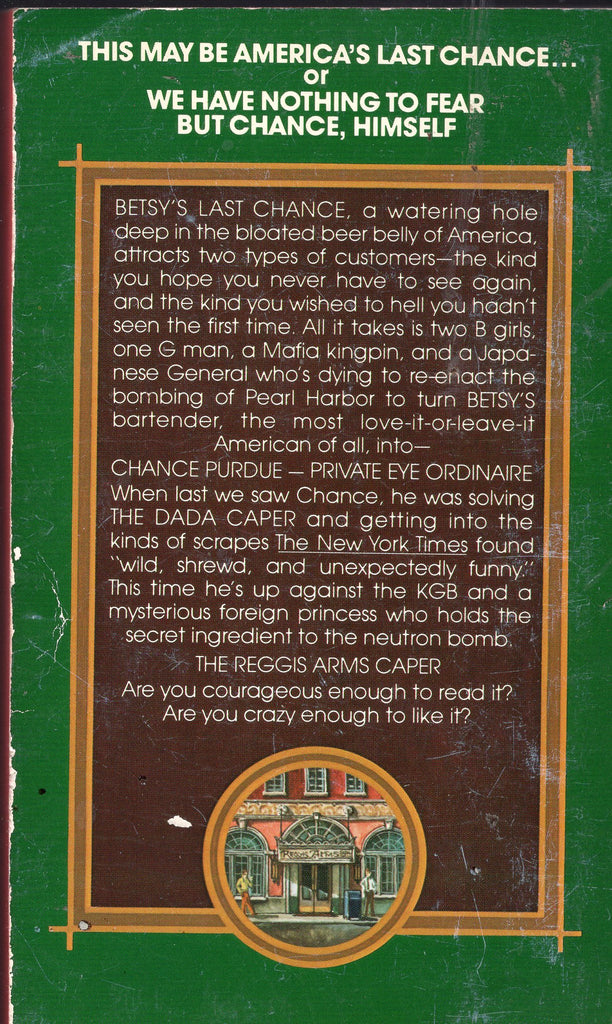 THIS MAY BE AMERICA'S LAST CHANCE...
or
WE HAVE NOTHING TO FEAR
BUT CHANCE, HIMSELF
BETSY'S LAST CHANCE, a watering hole
deep in the bloated beer belly of America,
attracts two types of customers—the kind
you hope you never have to see again,
and the kind you wished to hell you hadn't
seen the first time. All it takes is two B girls,
one G man, a Mafia kingpin, and a Japa-
nese General who's dying to re-enact the
bombing of Pearl Harbor to turn BETSY'S
bartender, the most love-it-or-leave-it
American of all, into—
CHANCE PURDUE — PRIVATE EYE ORDINAIRE
When last we saw Chance, he was solving
THE DADA CAPER and getting into the
kinds of scrapes The New York Times found
"wild, shrewd, and unexpectedly funny."
This time he's up against the KGB and a
mysterious foreign princess who holds the
secret ingredient to the neutron bomb.
THE REGGIS ARMS CAPER
Are you courageous enough to read it?
Are you crazy enough to like it?
REGGIS ARMS